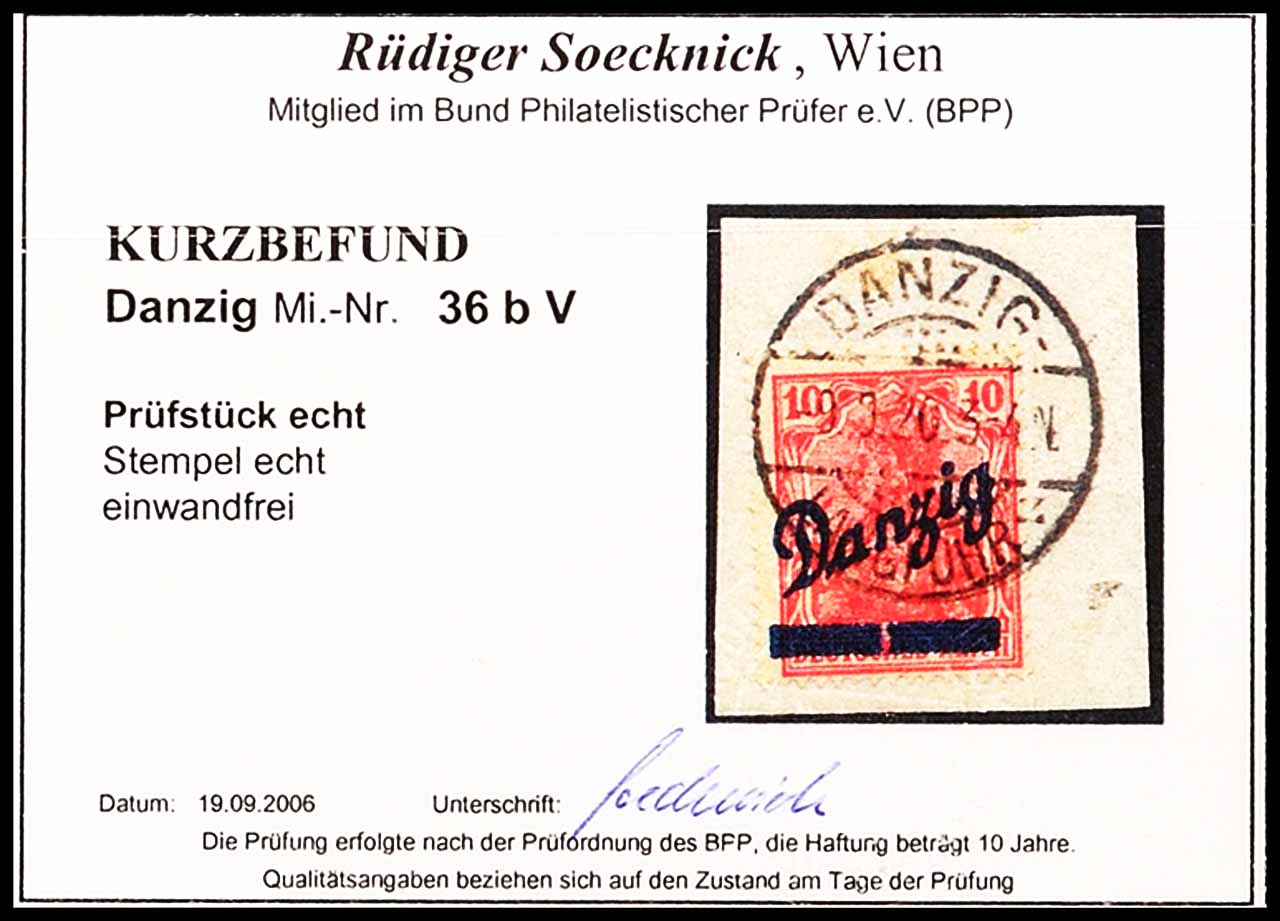 Rüdiger Soecknick , Wien
Mitglied im Bund Philatelistischer Prüfer e.V. (BPP)
KURZBEFUND
Danzig Mi.-Nr. 36 b V
Prüfstück echt
Stempel echt
einwandfrei
DANZIG-
10 10
Danzig
Datum: 19.09.2006 Unterschrift:
Die Prüfung erfolgte nach der Prüfordnung des BPP, die Haftung beträgt 10 Jahre.
Qualitätsangaben beziehen sich auf den Zustand am Tage der Prüfung